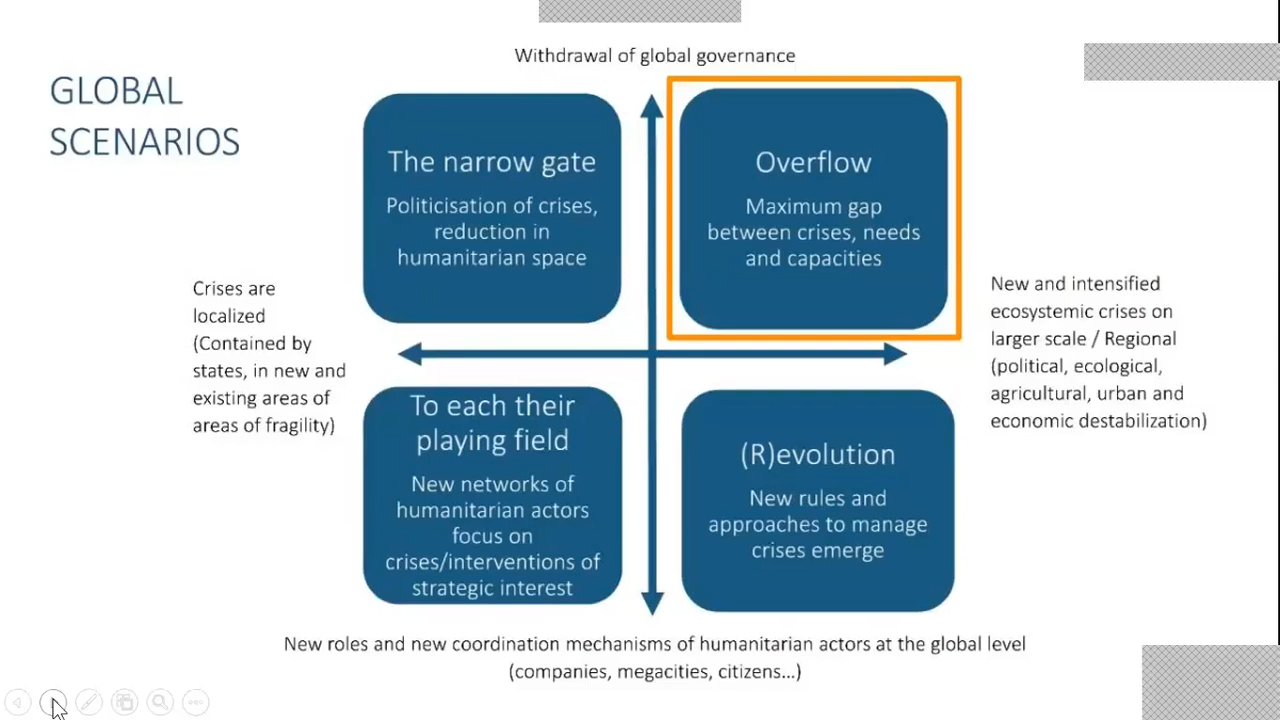 Withdrawal of global governance
GLOBAL
SCENARIOS
The narrow gate
Politicisation of crises,
reduction in
humanitarian space
Overflow
Maximum gap
between crises, needs
and capacities
Crises are
localized
(Contained by
states, in new and
existing areas of
areas of fragility)
New and intensified
ecosystemic crises on
larger scale / Regional
(political, ecological,
agricultural, urban and
economic destabilization)
To each their
playing field
New networks of
humanitarian actors
focus on
crises/interventions of
strategic interest
(R)evolution
New rules and
approaches to manage
crises emerge
New roles and new coordination mechanisms of humanitarian actors at the global level
(companies, megacities, citizens...)